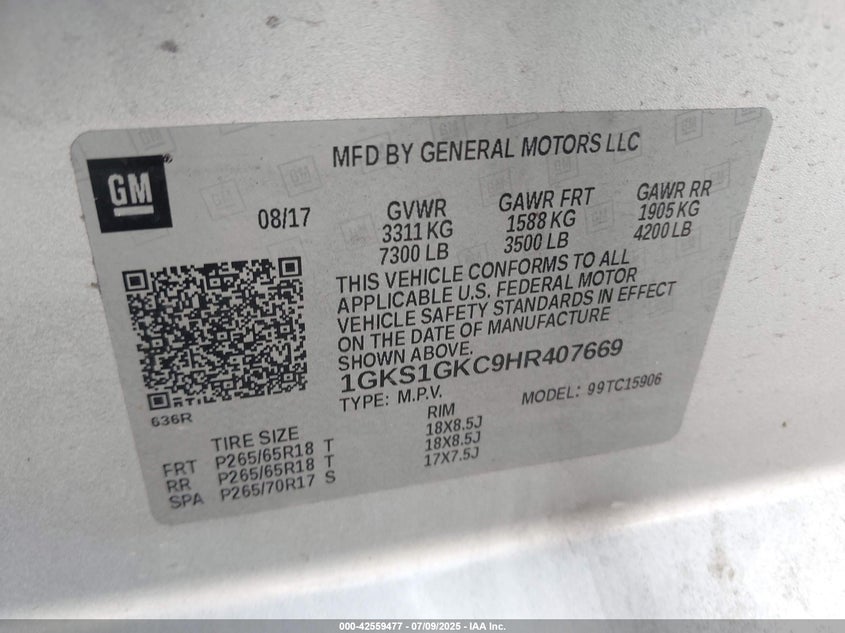 MFD BY GENERAL MOTORS LLC
GM
08/17
GVWR
3311 KG
7300 LB
GAWR FRT
1588 KG
3500 LB
GAWR RR
1905 KG
4200 LB
THIS VEHICLE CONFORMS TO ALL
APPLICABLE U.S. FEDERAL MOTOR
VEHICLE SAFETY STANDARDS IN EFFECT
ON THE DATE OF MANUFACTURE
SHOWN ABOVE.
1GKS1GKC9HR407669
TYPE: M.P.V.
MODEL: 99TC15906
636R
TIRE SIZE
RIM
FRT P265/65R18 T 18X8.5J
RR P265/65R18 T 18X8.5J
SPA P265/70R17 S 17X7.5J
000-42559477 - 07/09/2025 - IAA Inc.